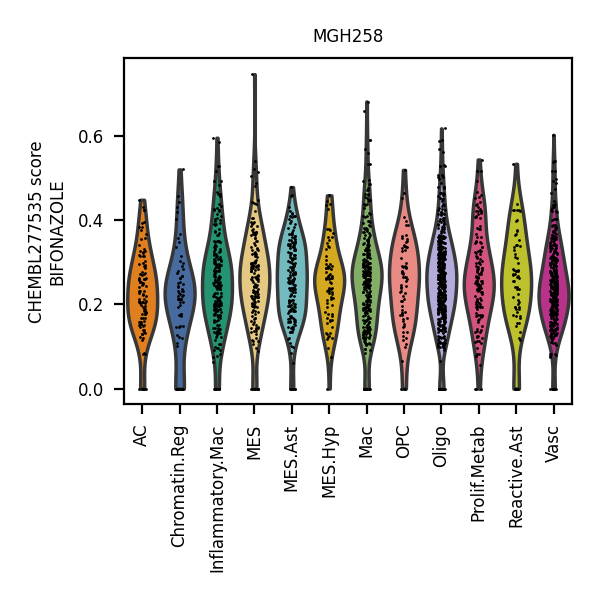 MGH258
CHEMBL277535 score
BIFONAZOLE
0.6
0.4
0.2
0.0
AC
Chromatin.Reg
Inflammatory.Mac
MES
MES.Ast
MES.Hyp
Mac
OPC
Oligo
Prolif.Metab
Reactive.Ast
Vasc